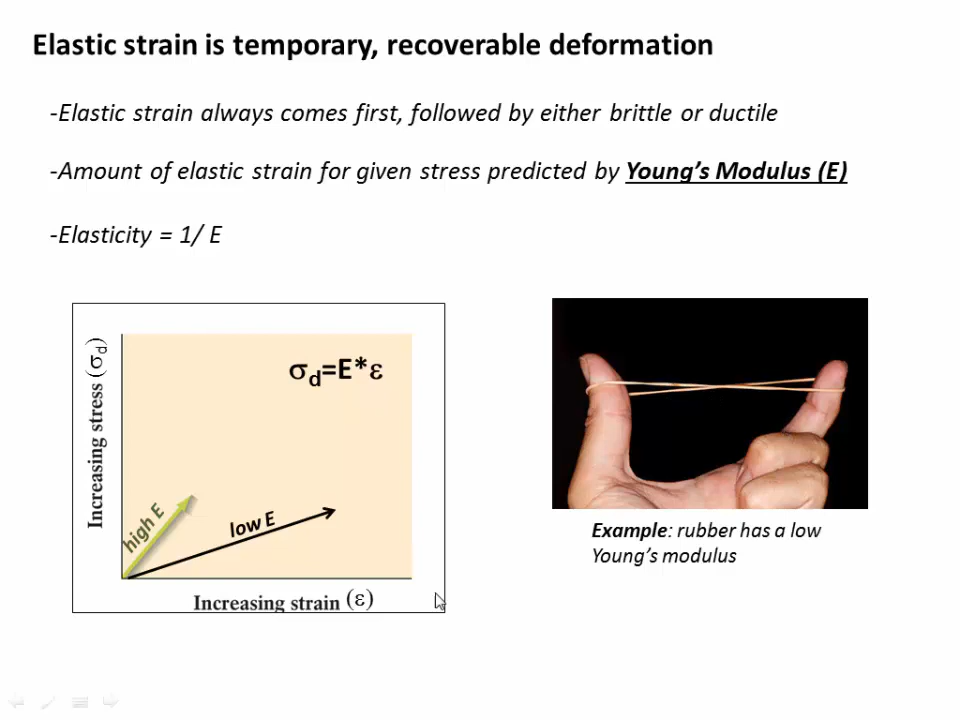 Elastic strain is temporary, recoverable deformation
-Elastic strain always comes first, followed by either brittle or ductile
-Amount of elastic strain for given stress predicted by Young’s Modulus (E)
-Elasticity = 1/ E
Increasing stress (σd)
σd=E*ε
high E
low E
Increasing strain (ε)
Example: rubber has a low
Young’s modulus